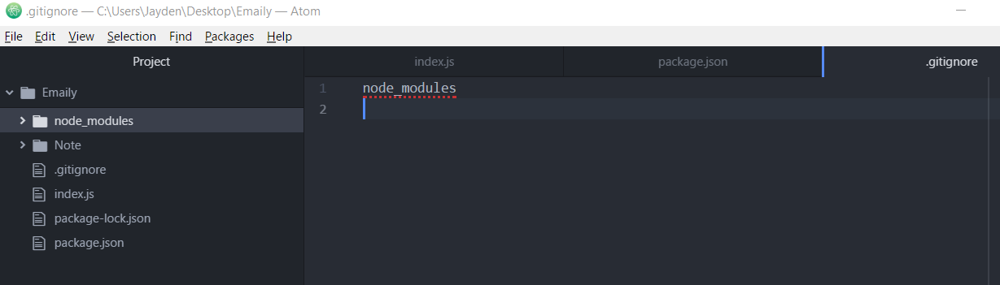 .gitignore — C:\Users\Jayden\Desktop\Emaily — Atom
File Edit View Selection Find Packages Help
Project
index.js
package.json
.gitignore
Emaily
node_modules
Note
.gitignore
index.js
package-lock.json
package.json
1 node_modules
2